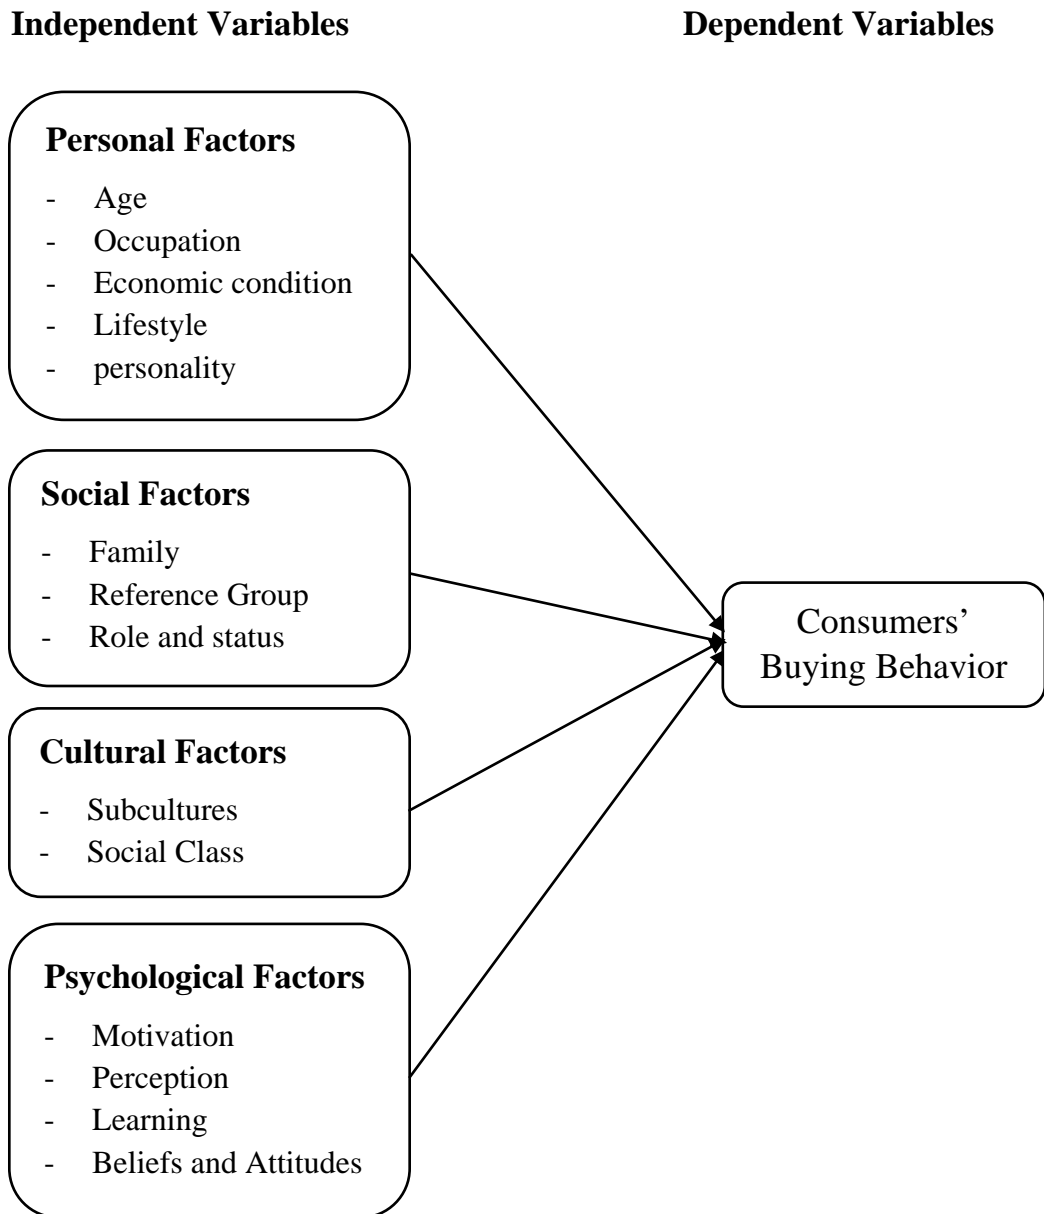 Independent Variables
Dependent Variables
Personal Factors
- Age
- Occupation
- Economic condition
- Lifestyle
- personality
Social Factors
- Family
- Reference Group
- Role and status
Cultural Factors
- Subcultures
- Social Class
Psychological Factors
- Motivation
- Perception
- Learning
- Beliefs and Attitudes
Consumers’
Buying Behavior